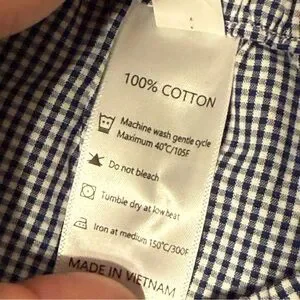 100% COTTON
Machine wash gentle cycle
Maximum 40°C/105F
Do not bleach
Tumble dry at low heat
Iron at medium 150°C/300F
MADE IN VIETNAM